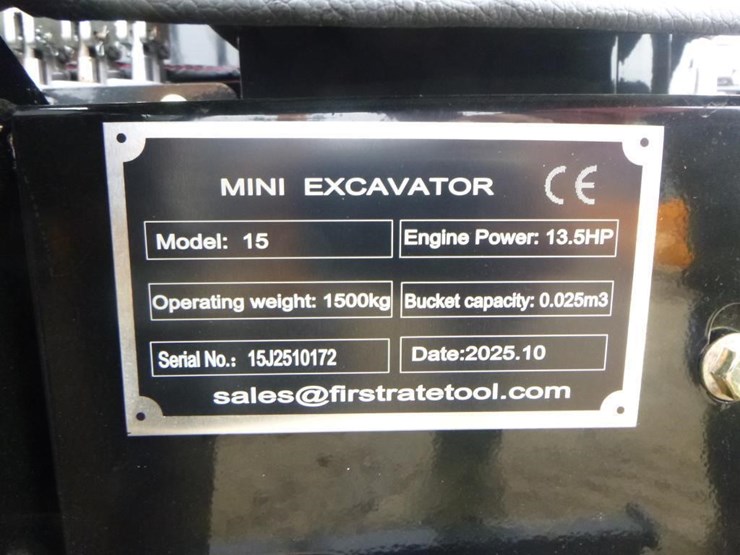 MINI EXCAVATOR CE
Model: 15 Engine Power: 13.5HP
Operating weight: 1500kg Bucket capacity: 0.025m3
Serial No.: 15J2510172 Date:2025.10
sales@firstratetool.com